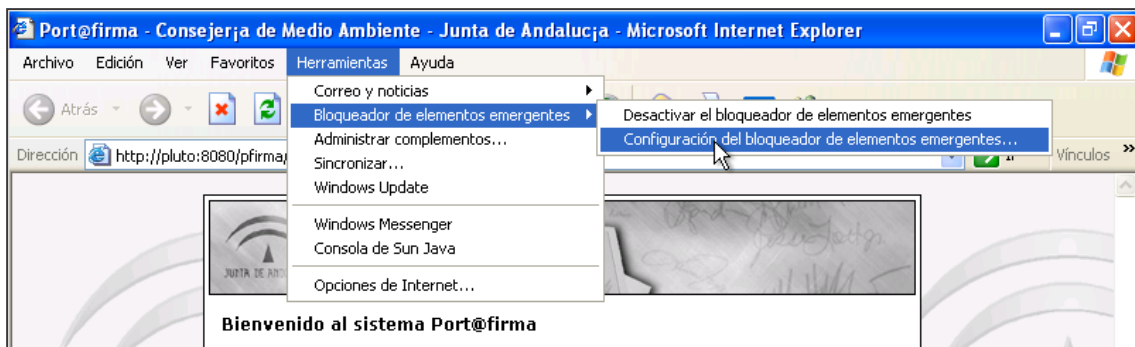 Port@firma - Consejer¡a de Medio Ambiente - Junta de Andaluc¡a - Microsoft Internet Explorer
Archivo Edición Ver Favoritos Herramientas Ayuda
Atrás
Correo y noticias
Bloqueador de elementos emergentes
Desactivar el bloqueador de elementos emergentes
Administrar complementos...
Configuración del bloqueador de elementos emergentes...
Dirección http://pluto:8080/pfirma/
Vínculos
Sincronizar...
Windows Update
Windows Messenger
Consola de Sun Java
JUNTA DE
Opciones de Internet...
Bienvenido al sistema Port@firma